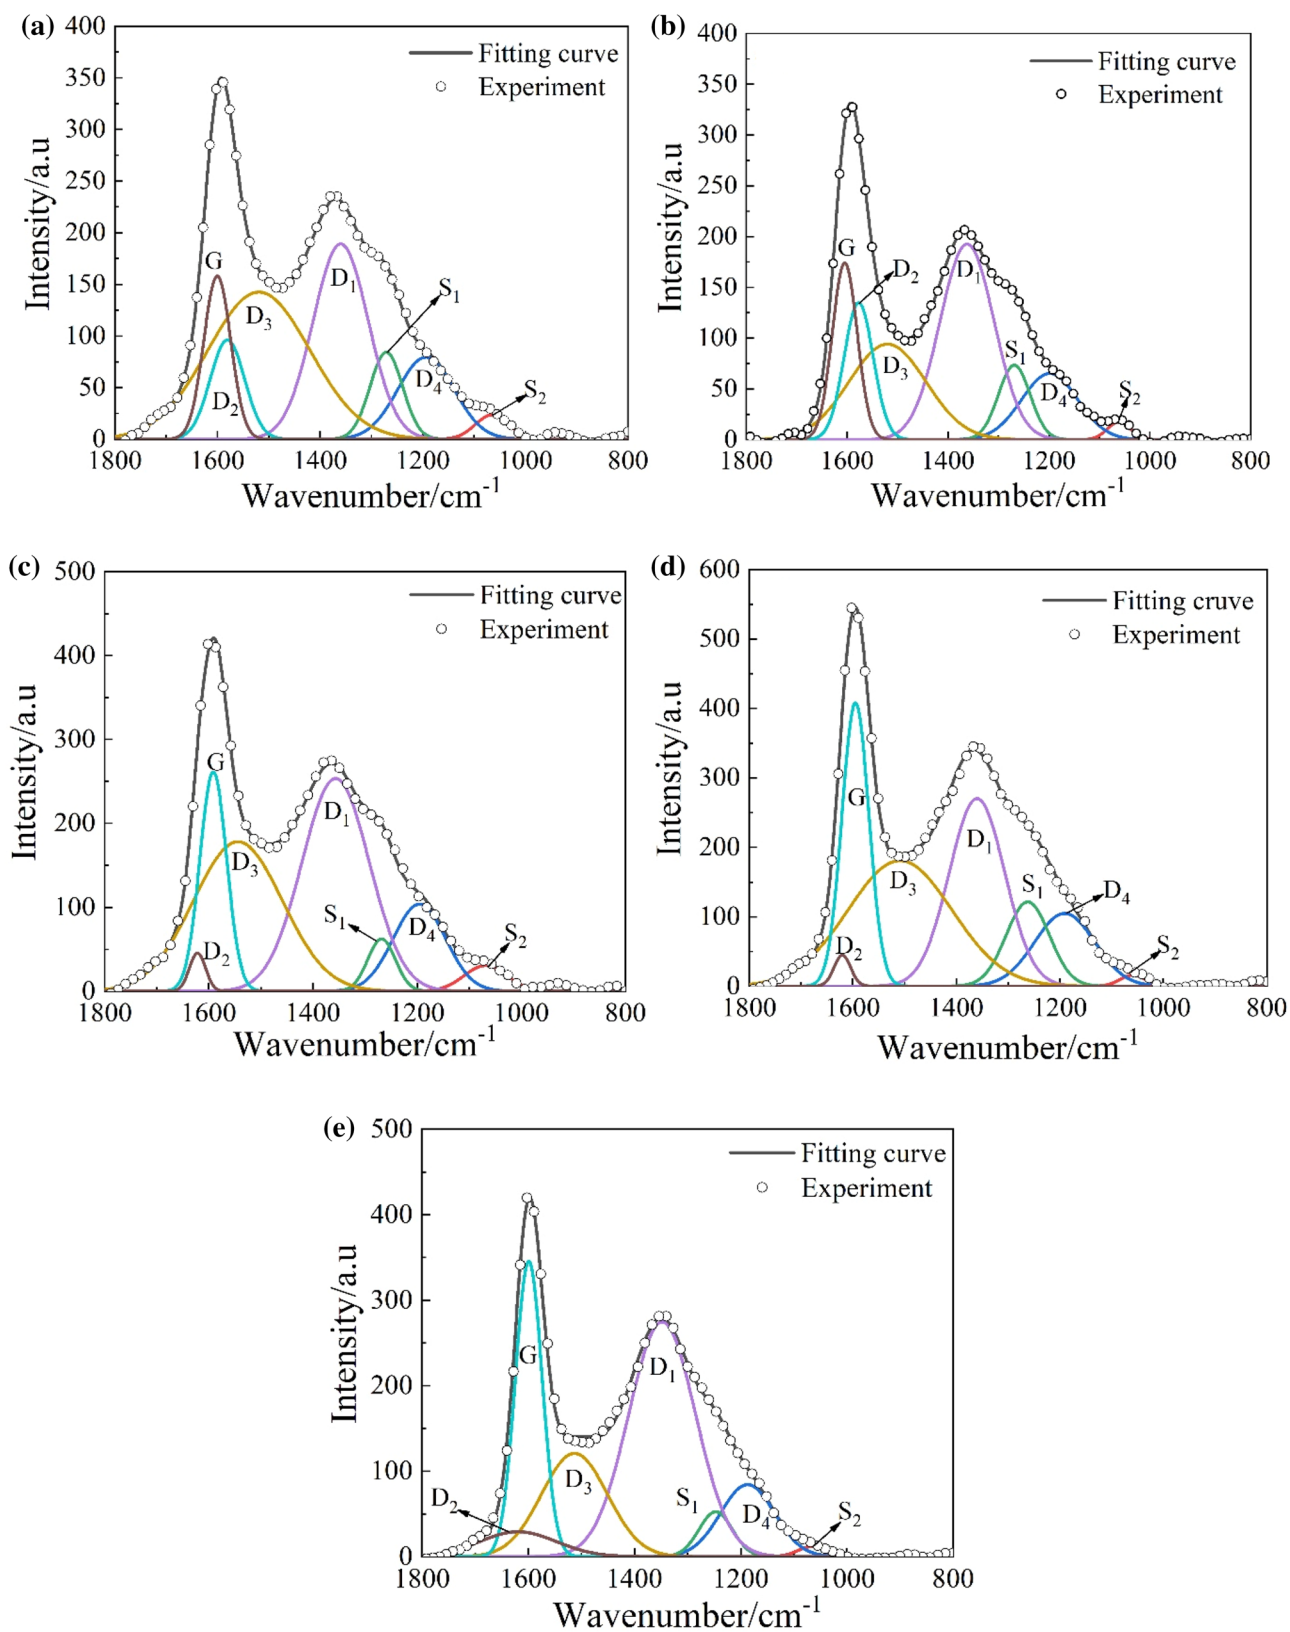 (a)
400
350
300
250
200
150
100
50
0
Intensity/a.u
Fitting curve
Experiment
G
D2
D3
D1
S1
D4
S2
1800 1600 1400 1200 1000 800
Wavenumber/cm-1
(b)
400
350
300
250
200
150
100
50
0
Intensity/a.u
Fitting curve
Experiment
G
D2
D3
D1
S1
D4
S2
1800 1600 1400 1200 1000 800
Wavenumber/cm-1
(c)
500
400
300
200
100
0
Intensity/a.u
Fitting curve
Experiment
G
D2
D3
D1
S1
D4
S2
1800 1600 1400 1200 1000 800
Wavenumber/cm-1
(d)
600
500
400
300
200
100
0
Intensity/a.u
Fitting cruve
Experiment
G
D2
D3
D1
S1
D4
S2
1800 1600 1400 1200 1000 800
Wavenumber/cm-1
(e)
500
400
300
200
100
0
Intensity/a.u
Fitting curve
Experiment
G
D2
D3
D1
S1
D4
S2
1800 1600 1400 1200 1000 800
Wavenumber/cm-1